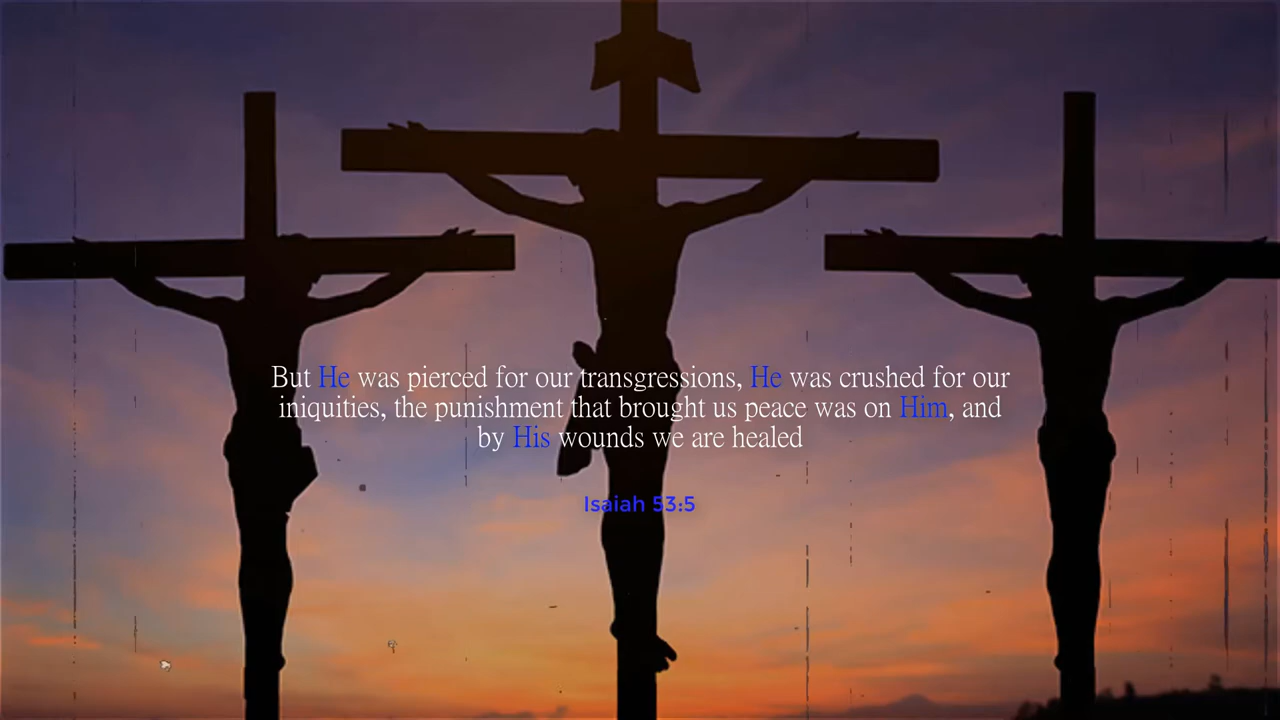 But He was pierced for our transgressions, He was crushed for our
iniquities, the punishment that brought us peace was on Him, and
by His wounds we are healed
Isaiah 53:5